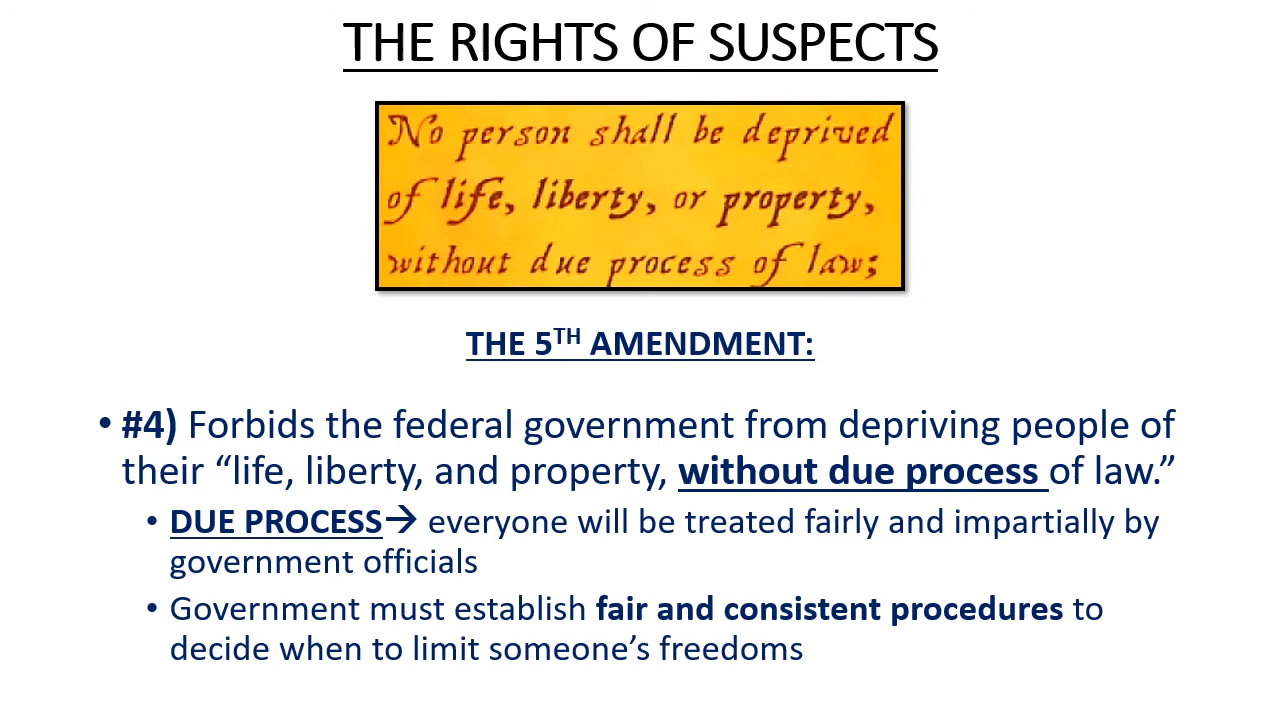 THE RIGHTS OF SUSPECTS
No person shall be deprived
of life, liberty, or property,
without due process of law;
THE 5TH AMENDMENT:
• #4) Forbids the federal government from depriving people of
their “life, liberty, and property, without due process of law.”
• DUE PROCESS→ everyone will be treated fairly and impartially by
government officials
• Government must establish fair and consistent procedures to
decide when to limit someone’s freedoms